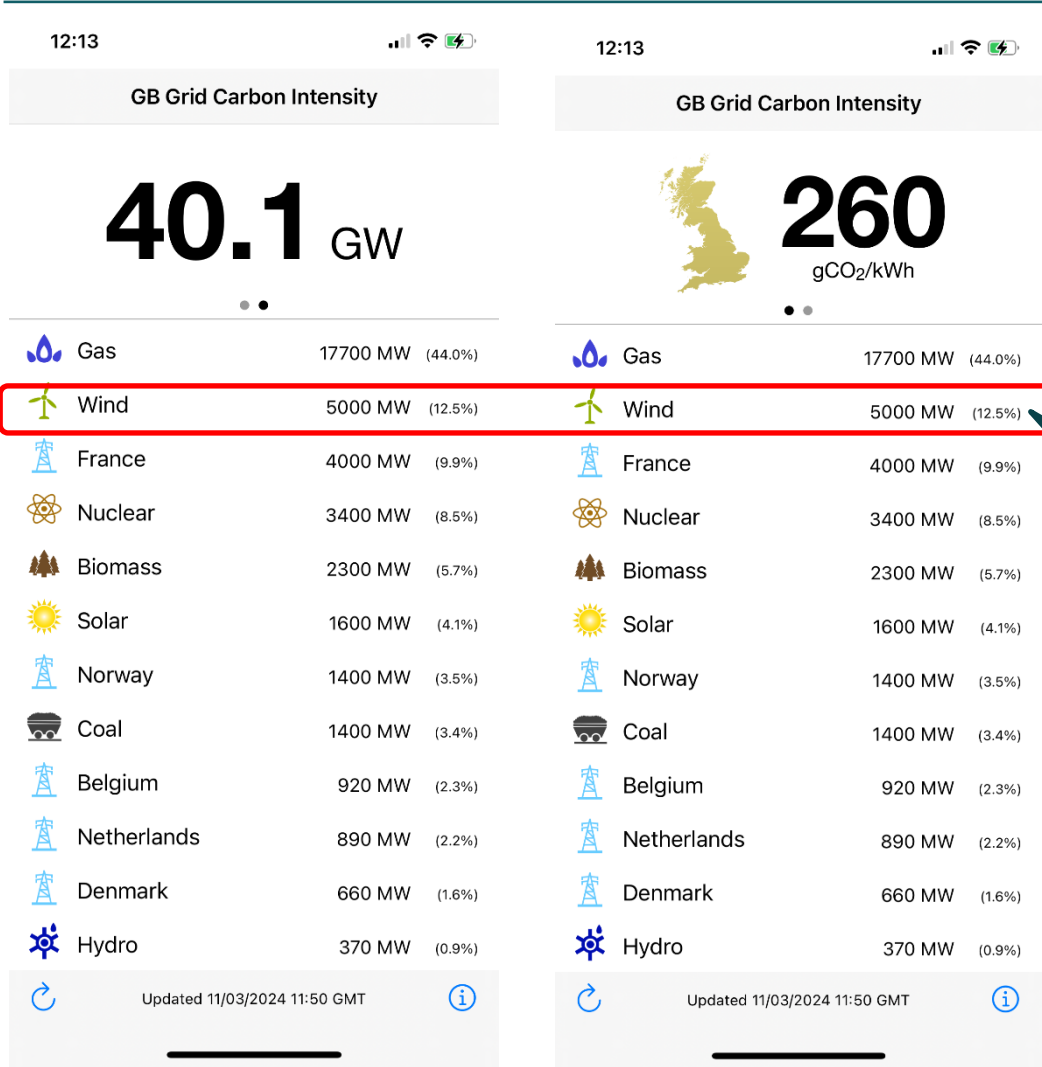 12:13
GB Grid Carbon Intensity
40.1 GW
Gas 17700 MW (44.0%)
Wind 5000 MW (12.5%)
France 4000 MW (9.9%)
Nuclear 3400 MW (8.5%)
Biomass 2300 MW (5.7%)
Solar 1600 MW (4.1%)
Norway 1400 MW (3.5%)
Coal 1400 MW (3.4%)
Belgium 920 MW (2.3%)
Netherlands 890 MW (2.2%)
Denmark 660 MW (1.6%)
Hydro 370 MW (0.9%)
Updated 11/03/2024 11:50 GMT
12:13
GB Grid Carbon Intensity
260
gCO₂/kWh
Gas 17700 MW (44.0%)
Wind 5000 MW (12.5%)
France 4000 MW (9.9%)
Nuclear 3400 MW (8.5%)
Biomass 2300 MW (5.7%)
Solar 1600 MW (4.1%)
Norway 1400 MW (3.5%)
Coal 1400 MW (3.4%)
Belgium 920 MW (2.3%)
Netherlands 890 MW (2.2%)
Denmark 660 MW (1.6%)
Hydro 370 MW (0.9%)
Updated 11/03/2024 11:50 GMT